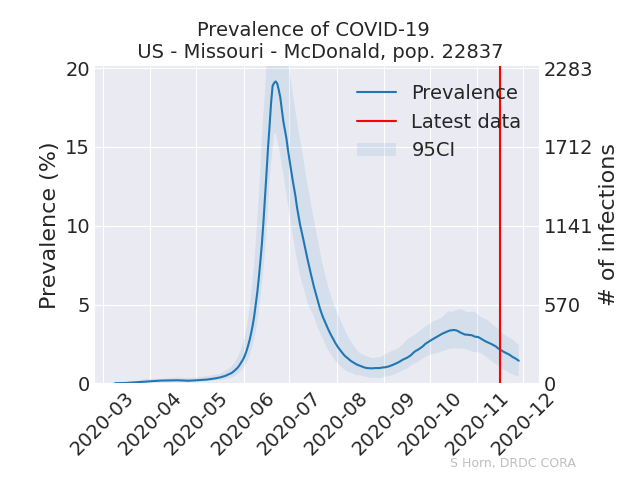 Prevalence of COVID-19
US - Missouri - McDonald, pop. 22837
Prevalence (%)
20
15
10
5
0
Prevalence
Latest data
95CI
2283
1712
1141
570
0
# of infections
2020-03
2020-04
2020-05
2020-06
2020-07
2020-08
2020-09
2020-10
2020-11
2020-12
S Horn, DRDC CORA